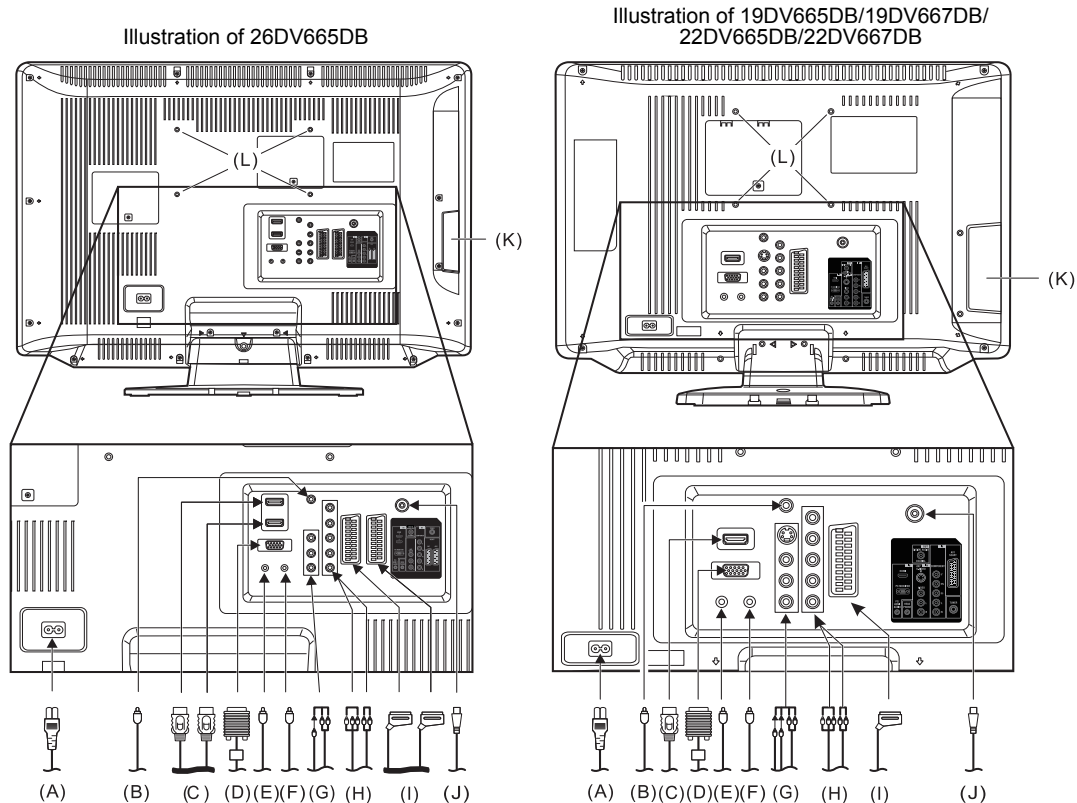 Illustration of 26DV665DB
(L)
(K)
(A) (B) (C) (D) (E) (F) (G) (H) (I) (J)
Illustration of 19DV665DB/19DV667DB/
22DV665DB/22DV667DB
(L)
(K)
(A) (B) (C) (D) (E) (F) (G) (H) (I) (J)